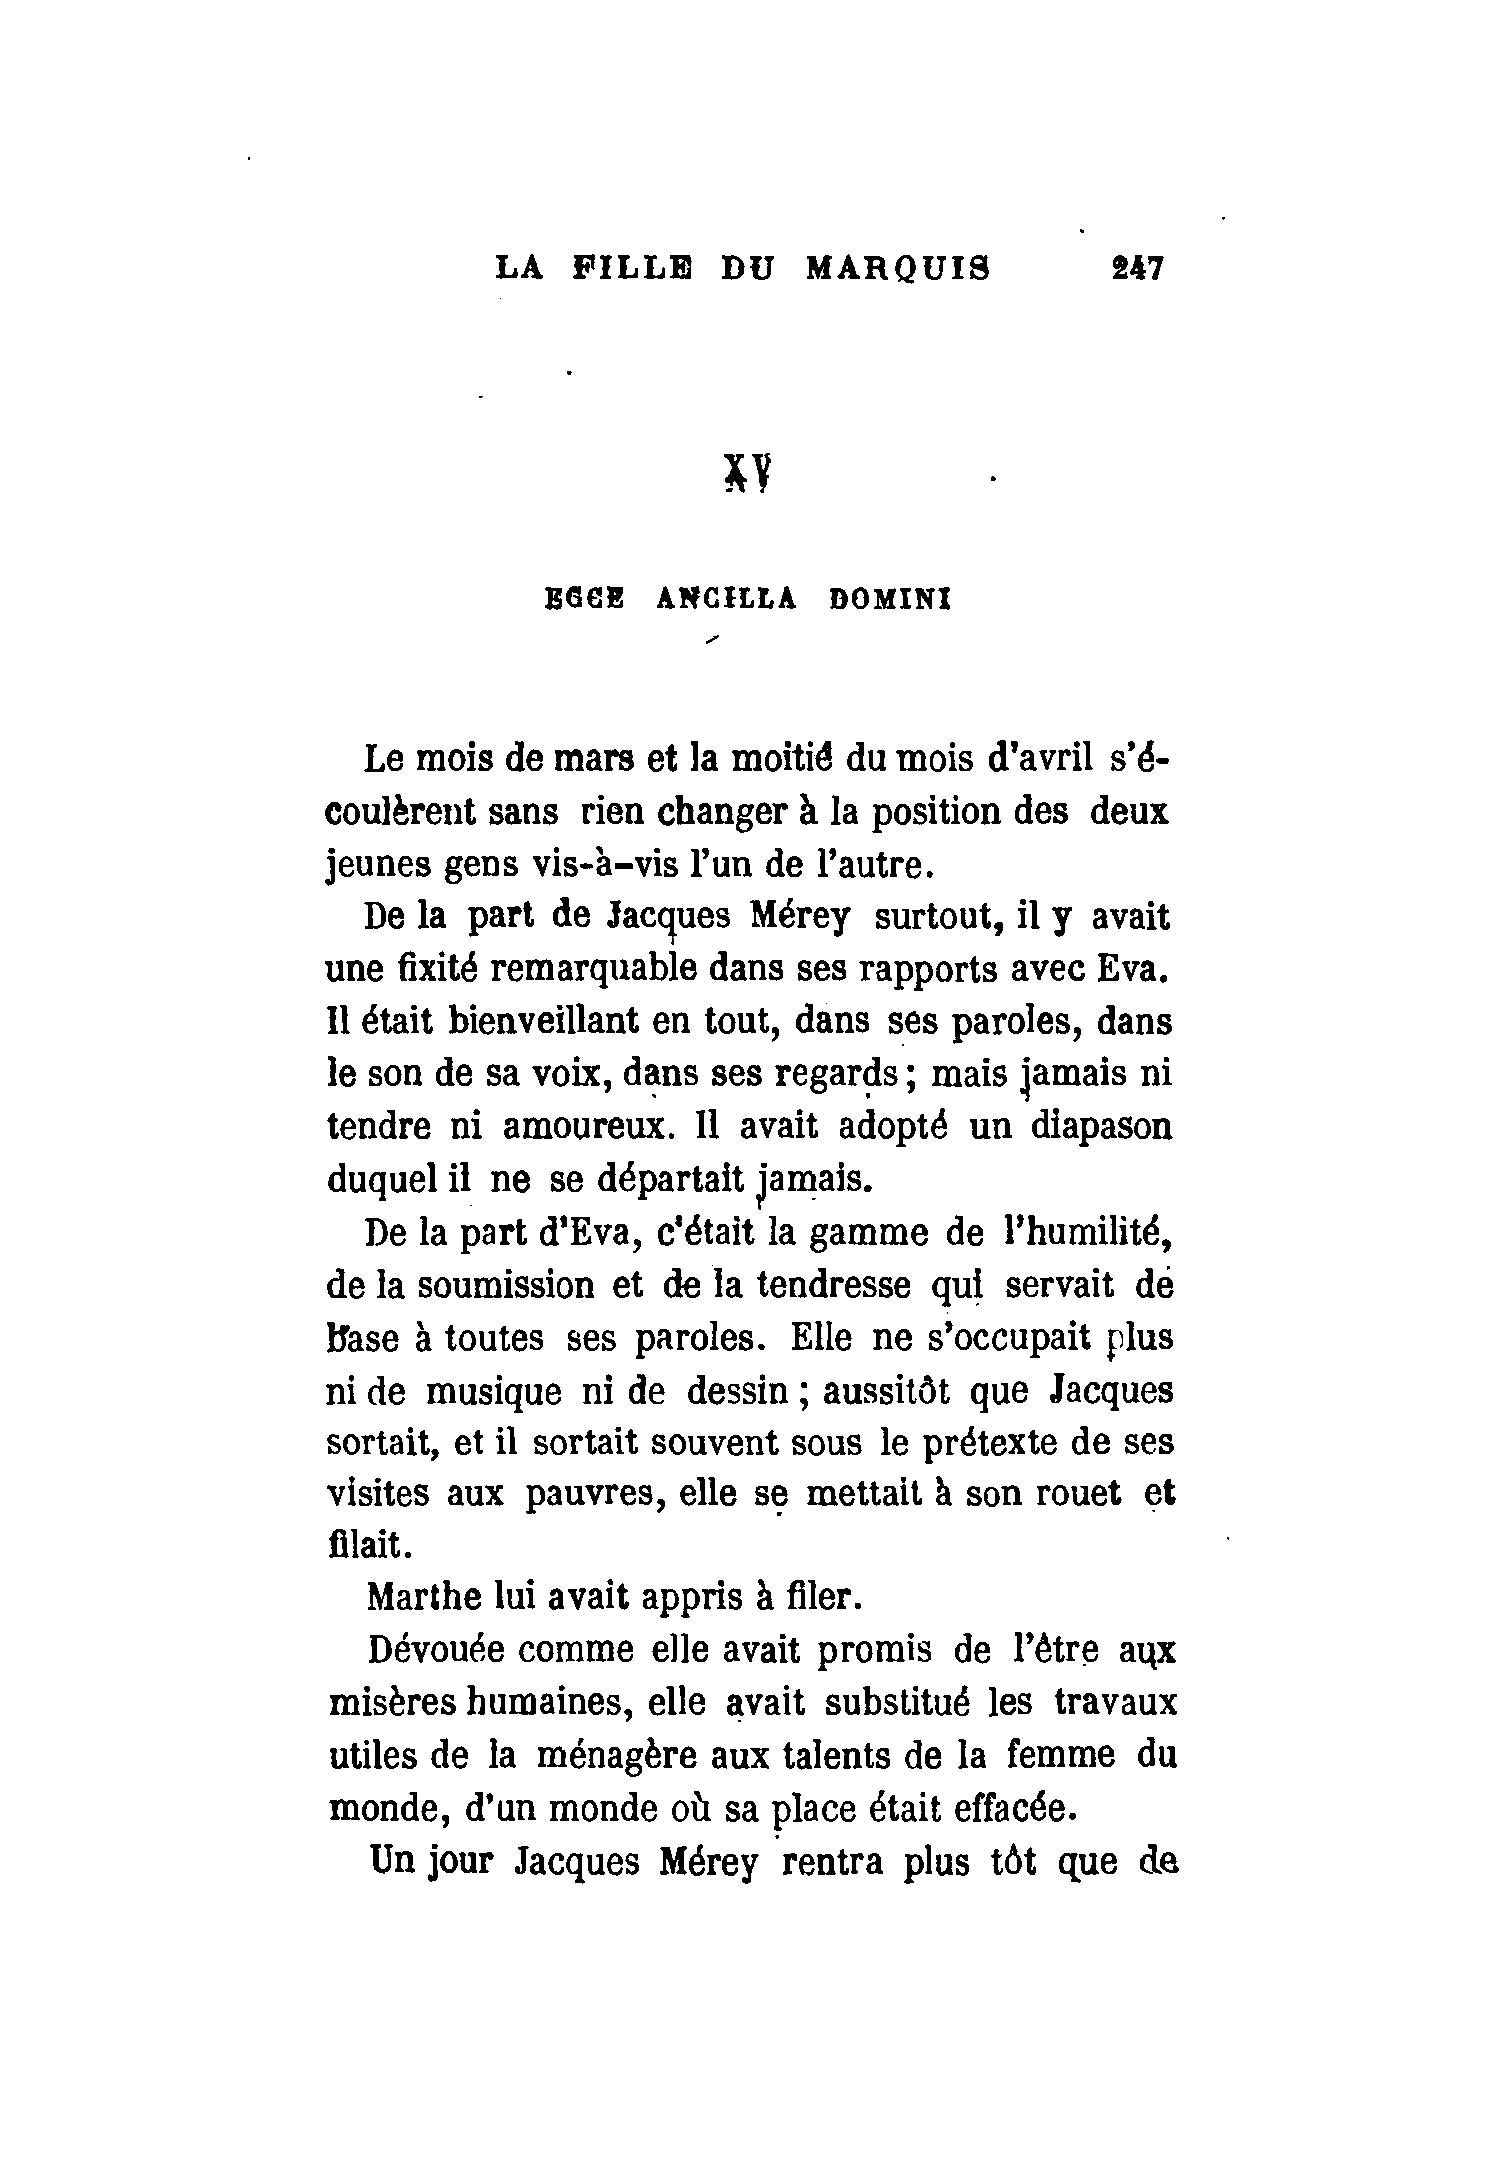 LA FILLE DU MARQUIS 247
XV
ECCE ANCILLA DOMINI
Le mois de mars et la moitié du mois d'avril s'é-
coulèrent sans rien changer à la position des deux
jeunes gens vis-à-vis l'un de l'autre.
De la part de Jacques Mérey surtout, il y avait
une fixité remarquable dans ses rapports avec Eva.
Il était bienveillant en tout, dans ses paroles, dans
le son de sa voix, dans ses regards ; mais jamais ni
tendre ni amoureux. Il avait adopté un diapason
duquel il ne se départait jamais.
De la part d'Eva, c'était la gamme de l'humilité,
de la soumission et de la tendresse qui servait de
base à toutes ses paroles. Elle ne s'occupait plus
ni de musique ni de dessin ; aussitôt que Jacques
sortait, et il sortait souvent sous le prétexte de ses
visites aux pauvres, elle se mettait à son rouet et
filait.
Marthe lui avait appris à filer.
Dévouée comme elle avait promis de l'être aux
misères humaines, elle avait substitué les travaux
utiles de la ménagère aux talents de la femme du
monde, d'un monde où sa place était effacée.
Un jour Jacques Mérey rentra plus tôt que de